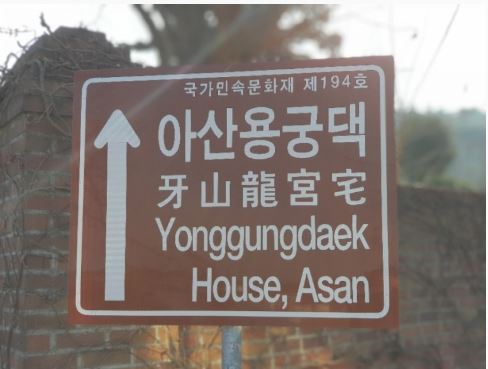 국가민속문화재 제194호
아산용궁댁
牙山龍宮宅
Yonggungdaek
House, Asan